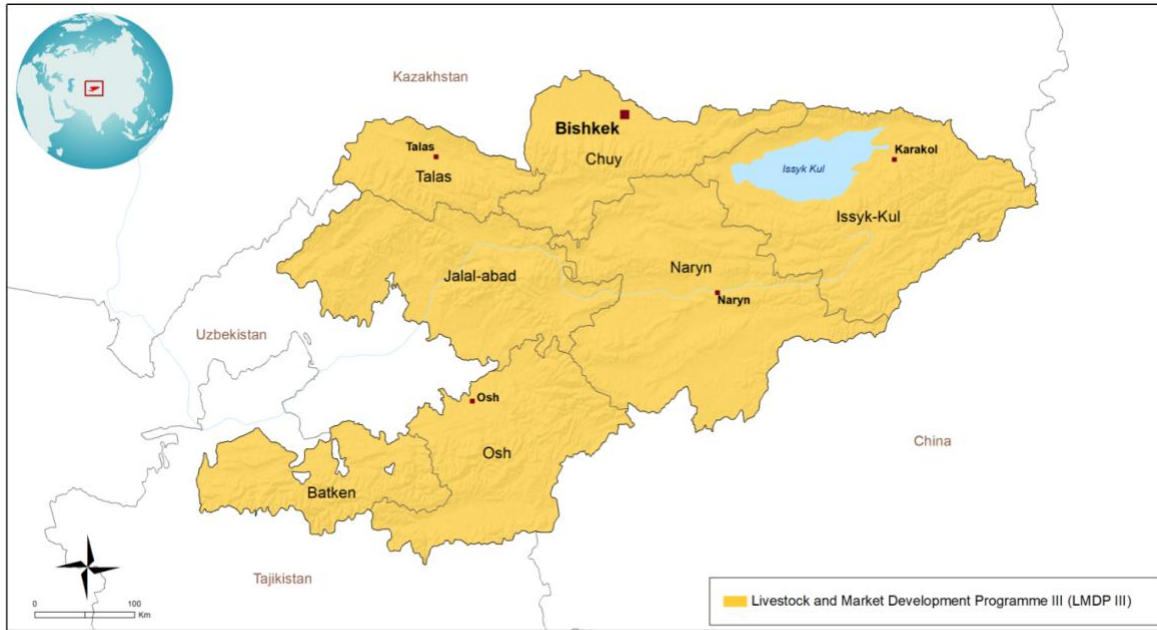 Kazakhstan
Bishkek
Chuy
Talas
Talas
Issyk Kul
Karakol
Issyk-Kul
Naryn
Naryn
Jalal-abad
Uzbekistan
Osh
Osh
China
Batken
Tajikistan
0 100
Km
Livestock and Market Development Programme III (LMDP III)